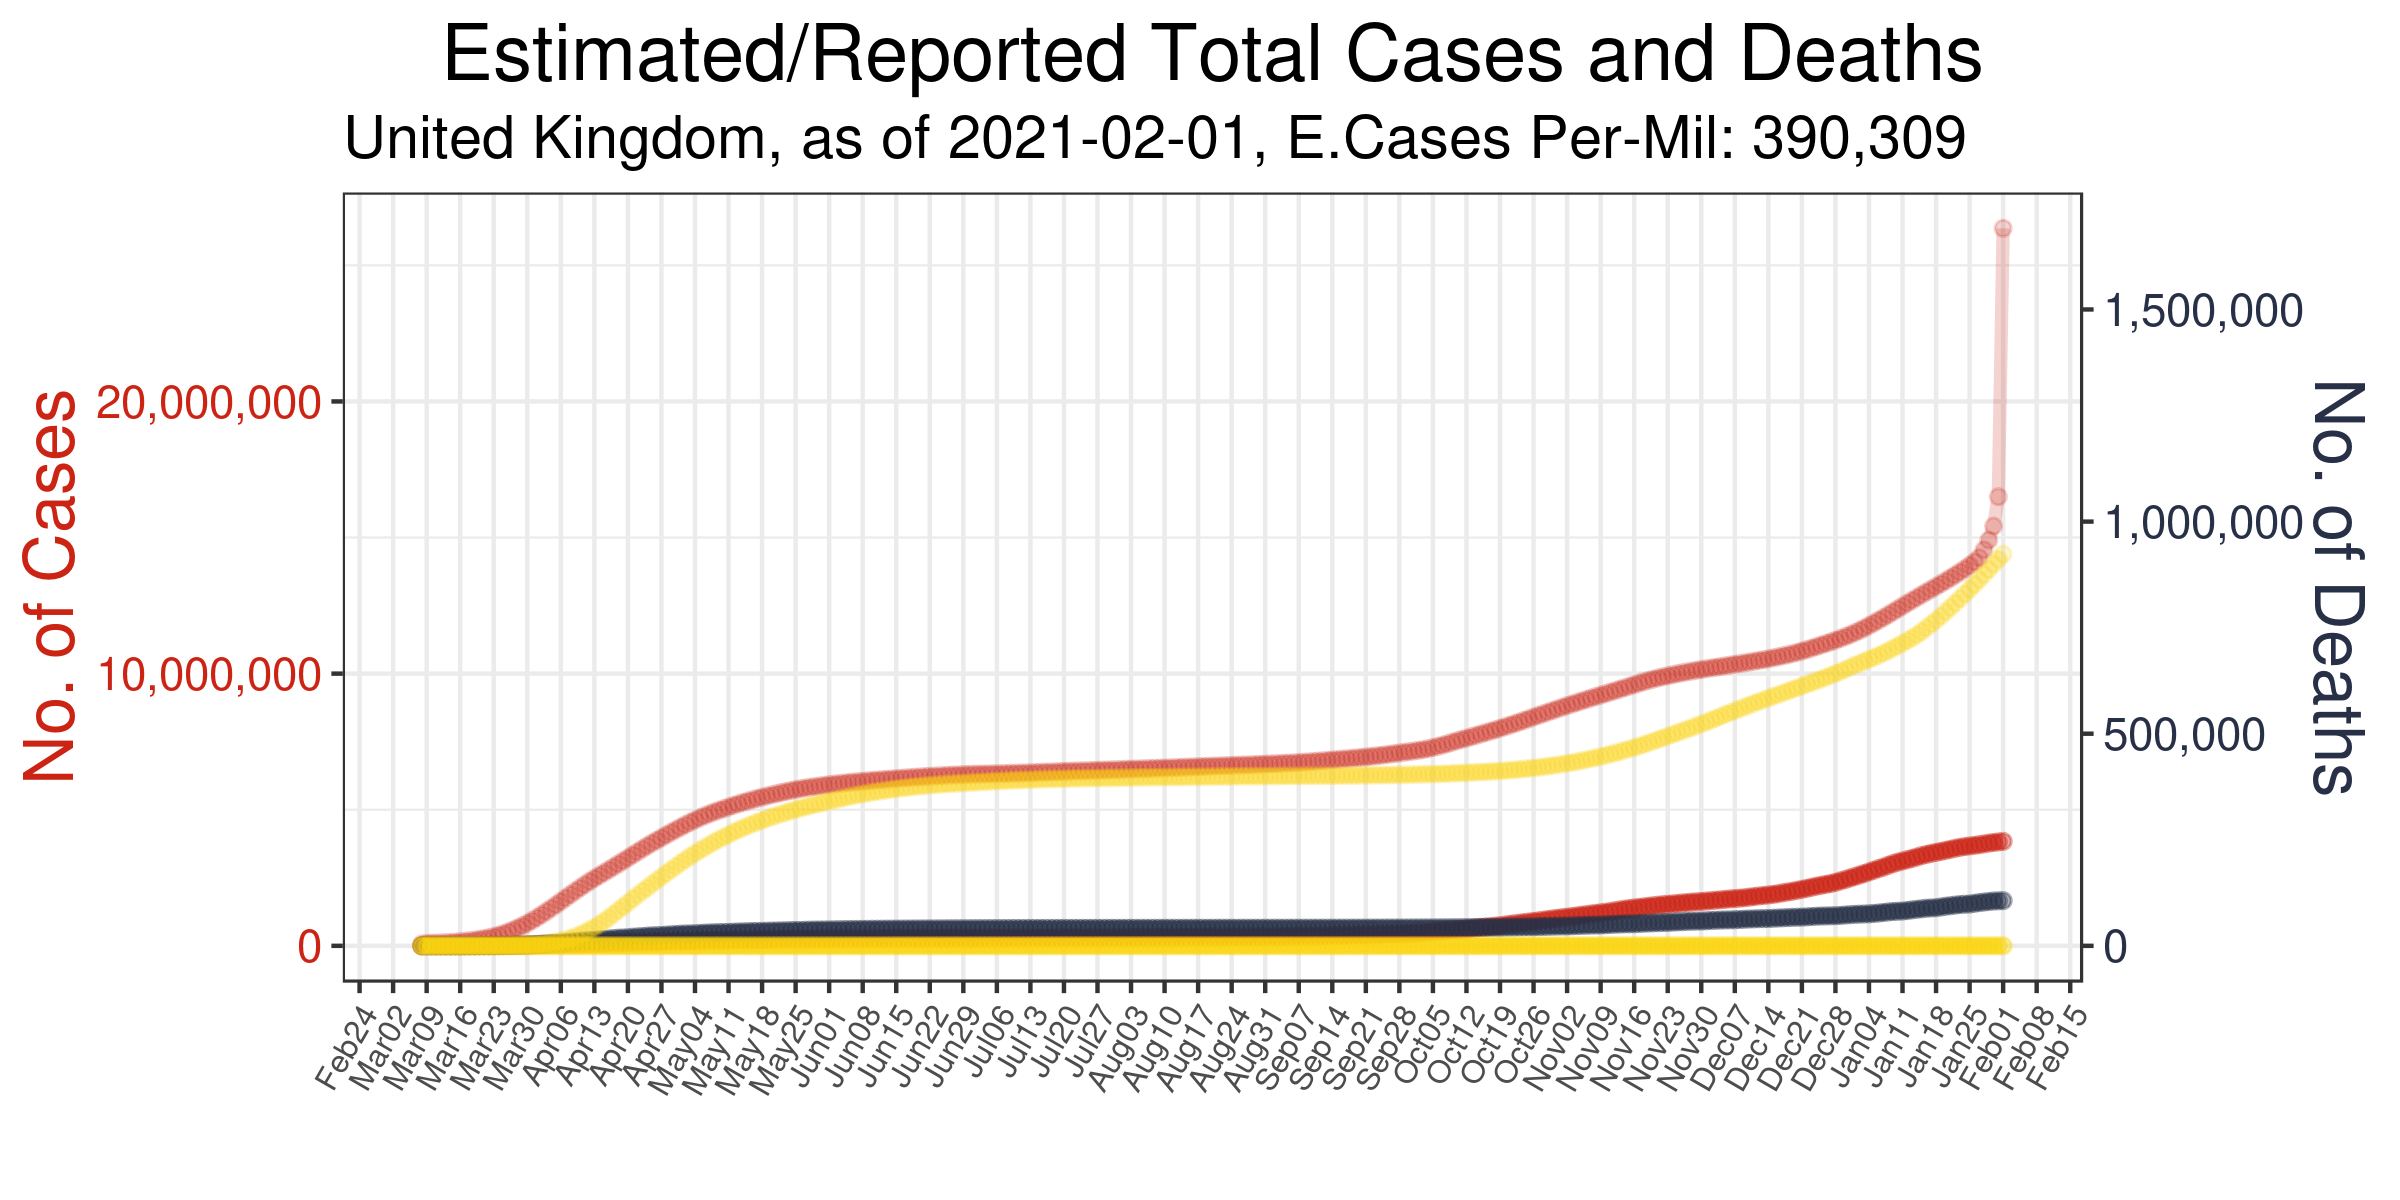 Estimated/Reported Total Cases and Deaths
United Kingdom, as of 2021-02-01, E.Cases Per-Mil: 390,309
No. of Cases
20,000,000
10,000,000
0
1,500,000
1,000,000
500,000
0
No. of Deaths
Feb24
Mar02
Mar09
Mar16
Mar23
Mar30
Apr06
Apr13
Apr20
Apr27
May04
May11
May18
May25
Jun01
Jun08
Jun15
Jun22
Jun29
Jul06
Jul13
Jul20
Jul27
Aug03
Aug10
Aug17
Aug24
Aug31
Sep07
Sep14
Sep21
Sep28
Oct05
Oct12
Oct19
Oct26
Nov02
Nov09
Nov16
Nov23
Nov30
Dec07
Dec14
Dec21
Dec28
Jan04
Jan11
Jan18
Jan25
Feb01
Feb08
Feb15